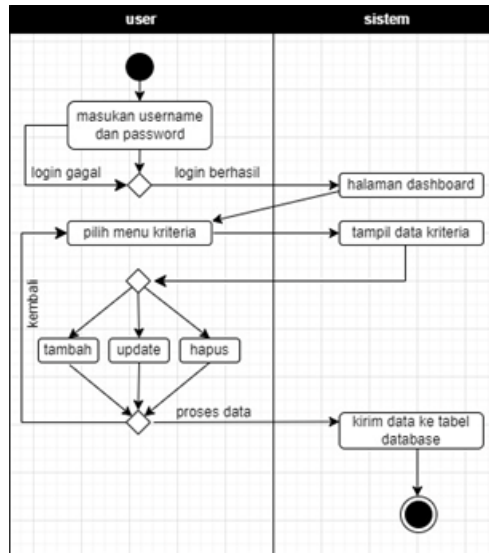 user
sistem
masukan username
dan password
login gagal
login berhasil
halaman dashboard
pilih menu kriteria
tampil data kriteria
kembali
tambah
update
hapus
proses data
kirim data ke tabel
database